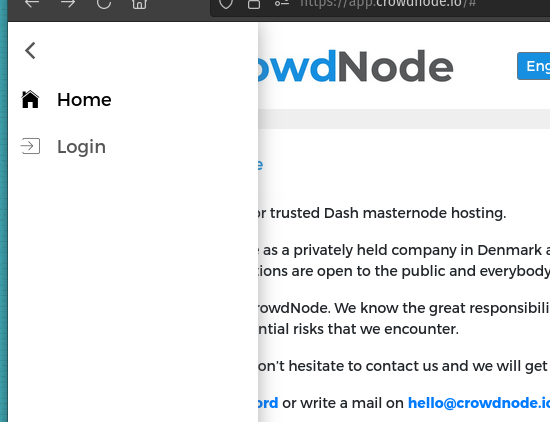 https://app.crowdnode.io/#
Home
Login
owdNode
Eng
e
or trusted Dash masternode hosting.
e as a privately held company in Denmark a
tions are open to the public and everybody
rowdNode. We know the great responsibili
ntial risks that we encounter.
on't hesitate to contact us and we will get
ord or write a mail on hello@crowdnode.io